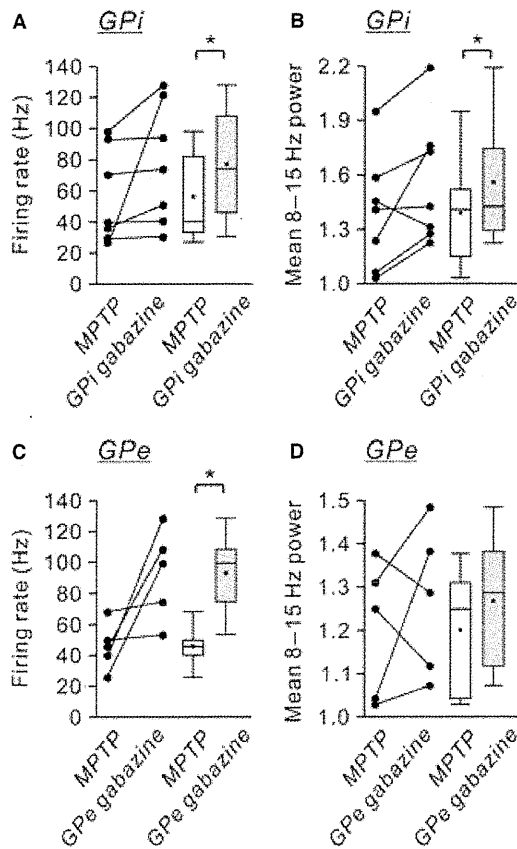 A GPi
Firing rate (Hz)
140
120
100
80
60
40
20
0
*
MPTP
GPi gabazine
MPTP
GPi gabazine
B GPi
Mean 8–15 Hz power
2.2
1.8
1.4
1.0
*
MPTP
GPi gabazine
MPTP
GPi gabazine
C GPe
Firing rate (Hz)
140
120
100
80
60
40
20
0
*
MPTP
GPe gabazine
MPTP
GPe gabazine
D GPe
Mean 8–15 Hz power
1.5
1.4
1.3
1.2
1.1
1.0
MPTP
GPe gabazine
MPTP
GPe gabazine